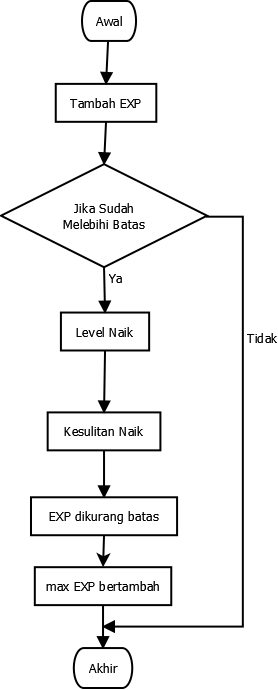 Awal
Tambah EXP
Jika Sudah
Melebihi Batas
Ya
Level Naik
Tidak
Kesulitan Naik
EXP dikurang batas
max EXP bertambah
Akhir